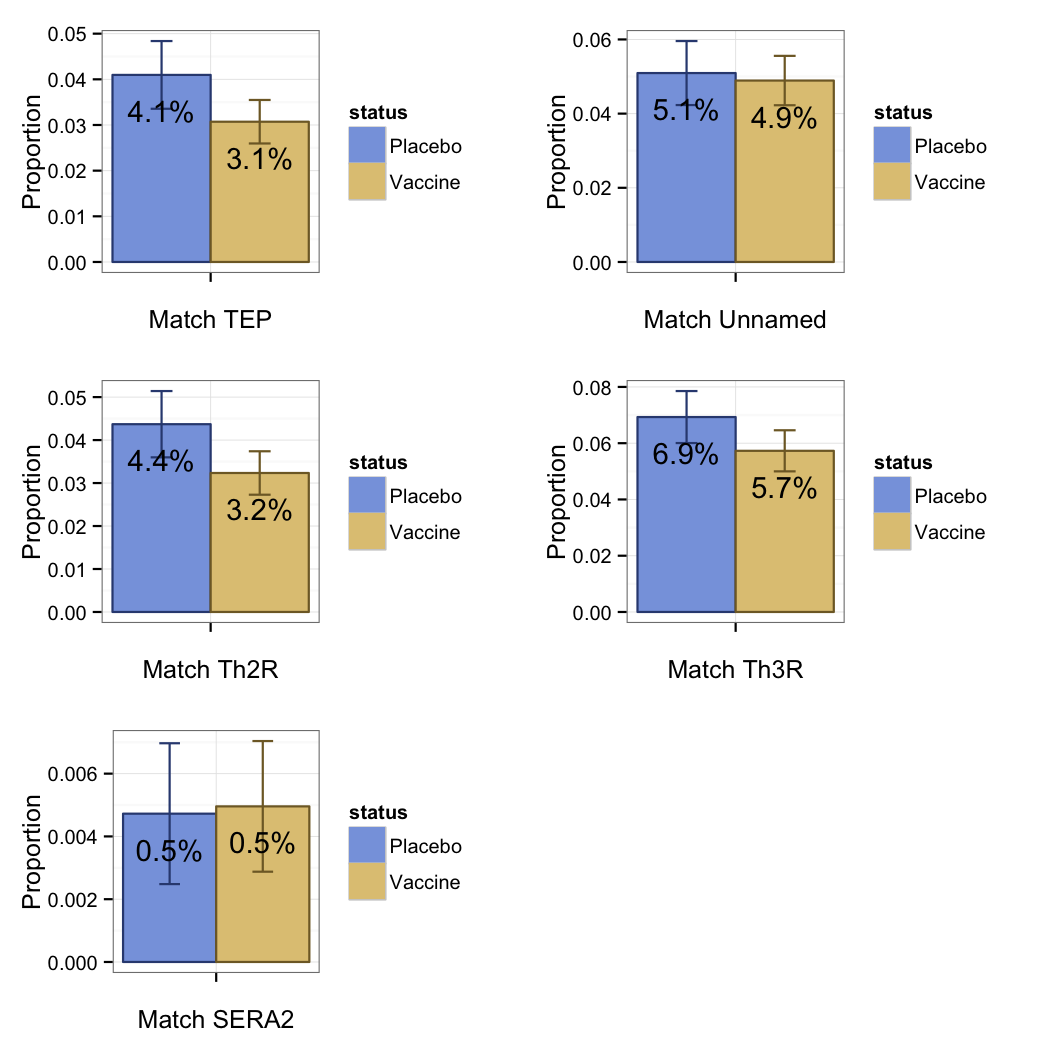 0.05
0.04
0.03
0.02
0.01
0.00
Proportion
4.1%
3.1%
status
Placebo
Vaccine
Match TEP
0.06
0.04
0.02
0.00
Proportion
5.1%
4.9%
status
Placebo
Vaccine
Match Unnamed
0.05
0.04
0.03
0.02
0.01
0.00
Proportion
4.4%
3.2%
status
Placebo
Vaccine
Match Th2R
0.08
0.06
0.04
0.02
0.00
Proportion
6.9%
5.7%
status
Placebo
Vaccine
Match Th3R
0.006
0.004
0.002
0.000
Proportion
0.5%
0.5%
status
Placebo
Vaccine
Match SERA2